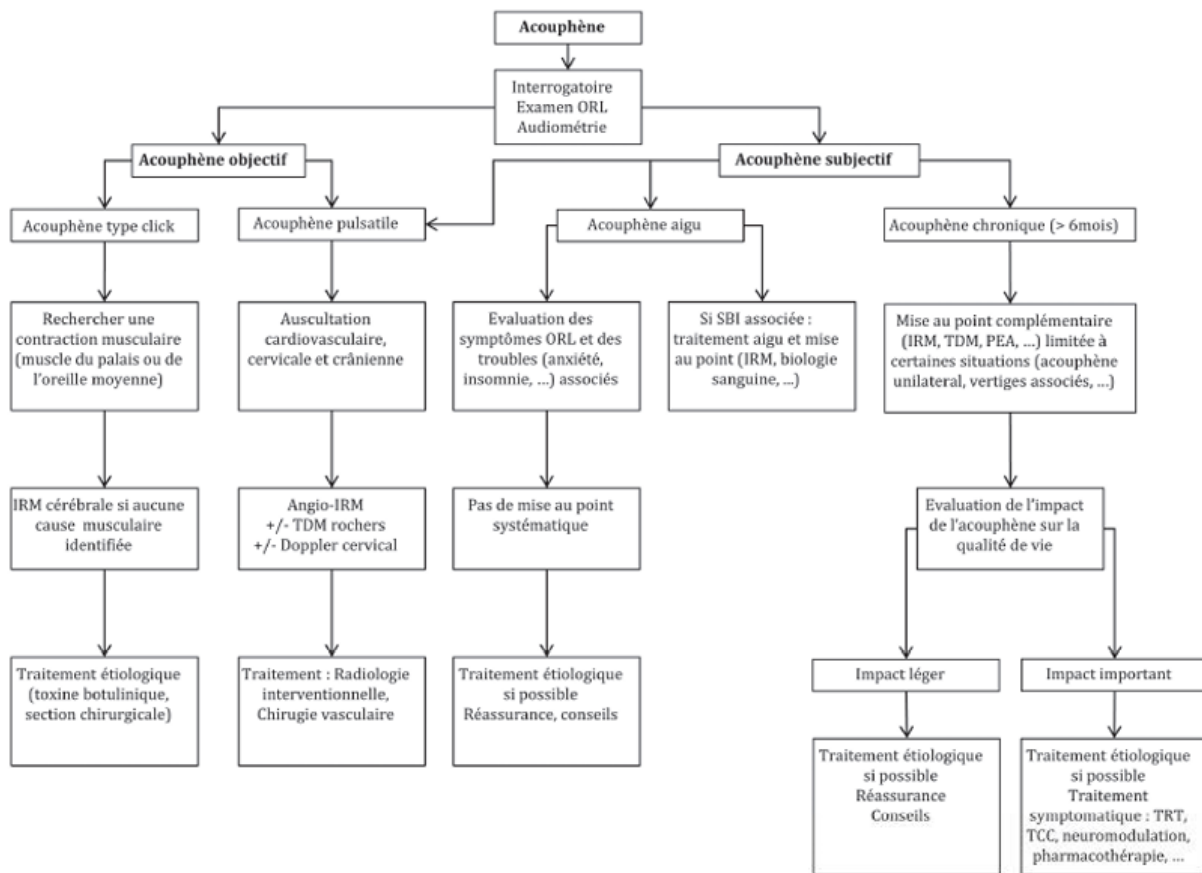 Acouphène
Interrogatoire
Examen ORL
Audiométrie
Acouphène objectif
Acouphène subjectif
Acouphène type click
Acouphène pulsatile
Acouphène aigu
Acouphène chronique (> 6mois)
Rechercher une
contraction musculaire
(muscle du palais ou de
l'oreille moyenne)
Auscultation
cardiovasculaire,
cervicale et crânienne
Evaluation des
symptômes ORL et des
troubles (anxiété,
insomnie, ...) associés
Si SBI associée :
traitement aigu et mise
au point (IRM, biologie
sanguine, ...)
Mise au point complémentaire
(IRM, TDM, PEA, ...) limitée à
certaines situations (acouphène
unilateral, vertiges associés, ...)
IRM cérébrale si aucune
cause musculaire
identifiée
Angio-IRM
+/- TDM rochers
+/- Doppler cervical
Pas de mise au point
systématique
Evaluation de l'impact
de l'acouphène sur la
qualité de vie
Traitement étiologique
(toxine botulinique,
section chirurgicale)
Traitement : Radiologie
interventionnelle,
Chirugie vasculaire
Traitement étiologique
si possible
Réassurance, conseils
Impact léger
Impact important
Traitement étiologique
si possible
Réassurance
Conseils
Traitement étiologique
si possible
Traitement
symptomatique : TRT,
TCC, neuromodulation,
pharmacothérapie, ...